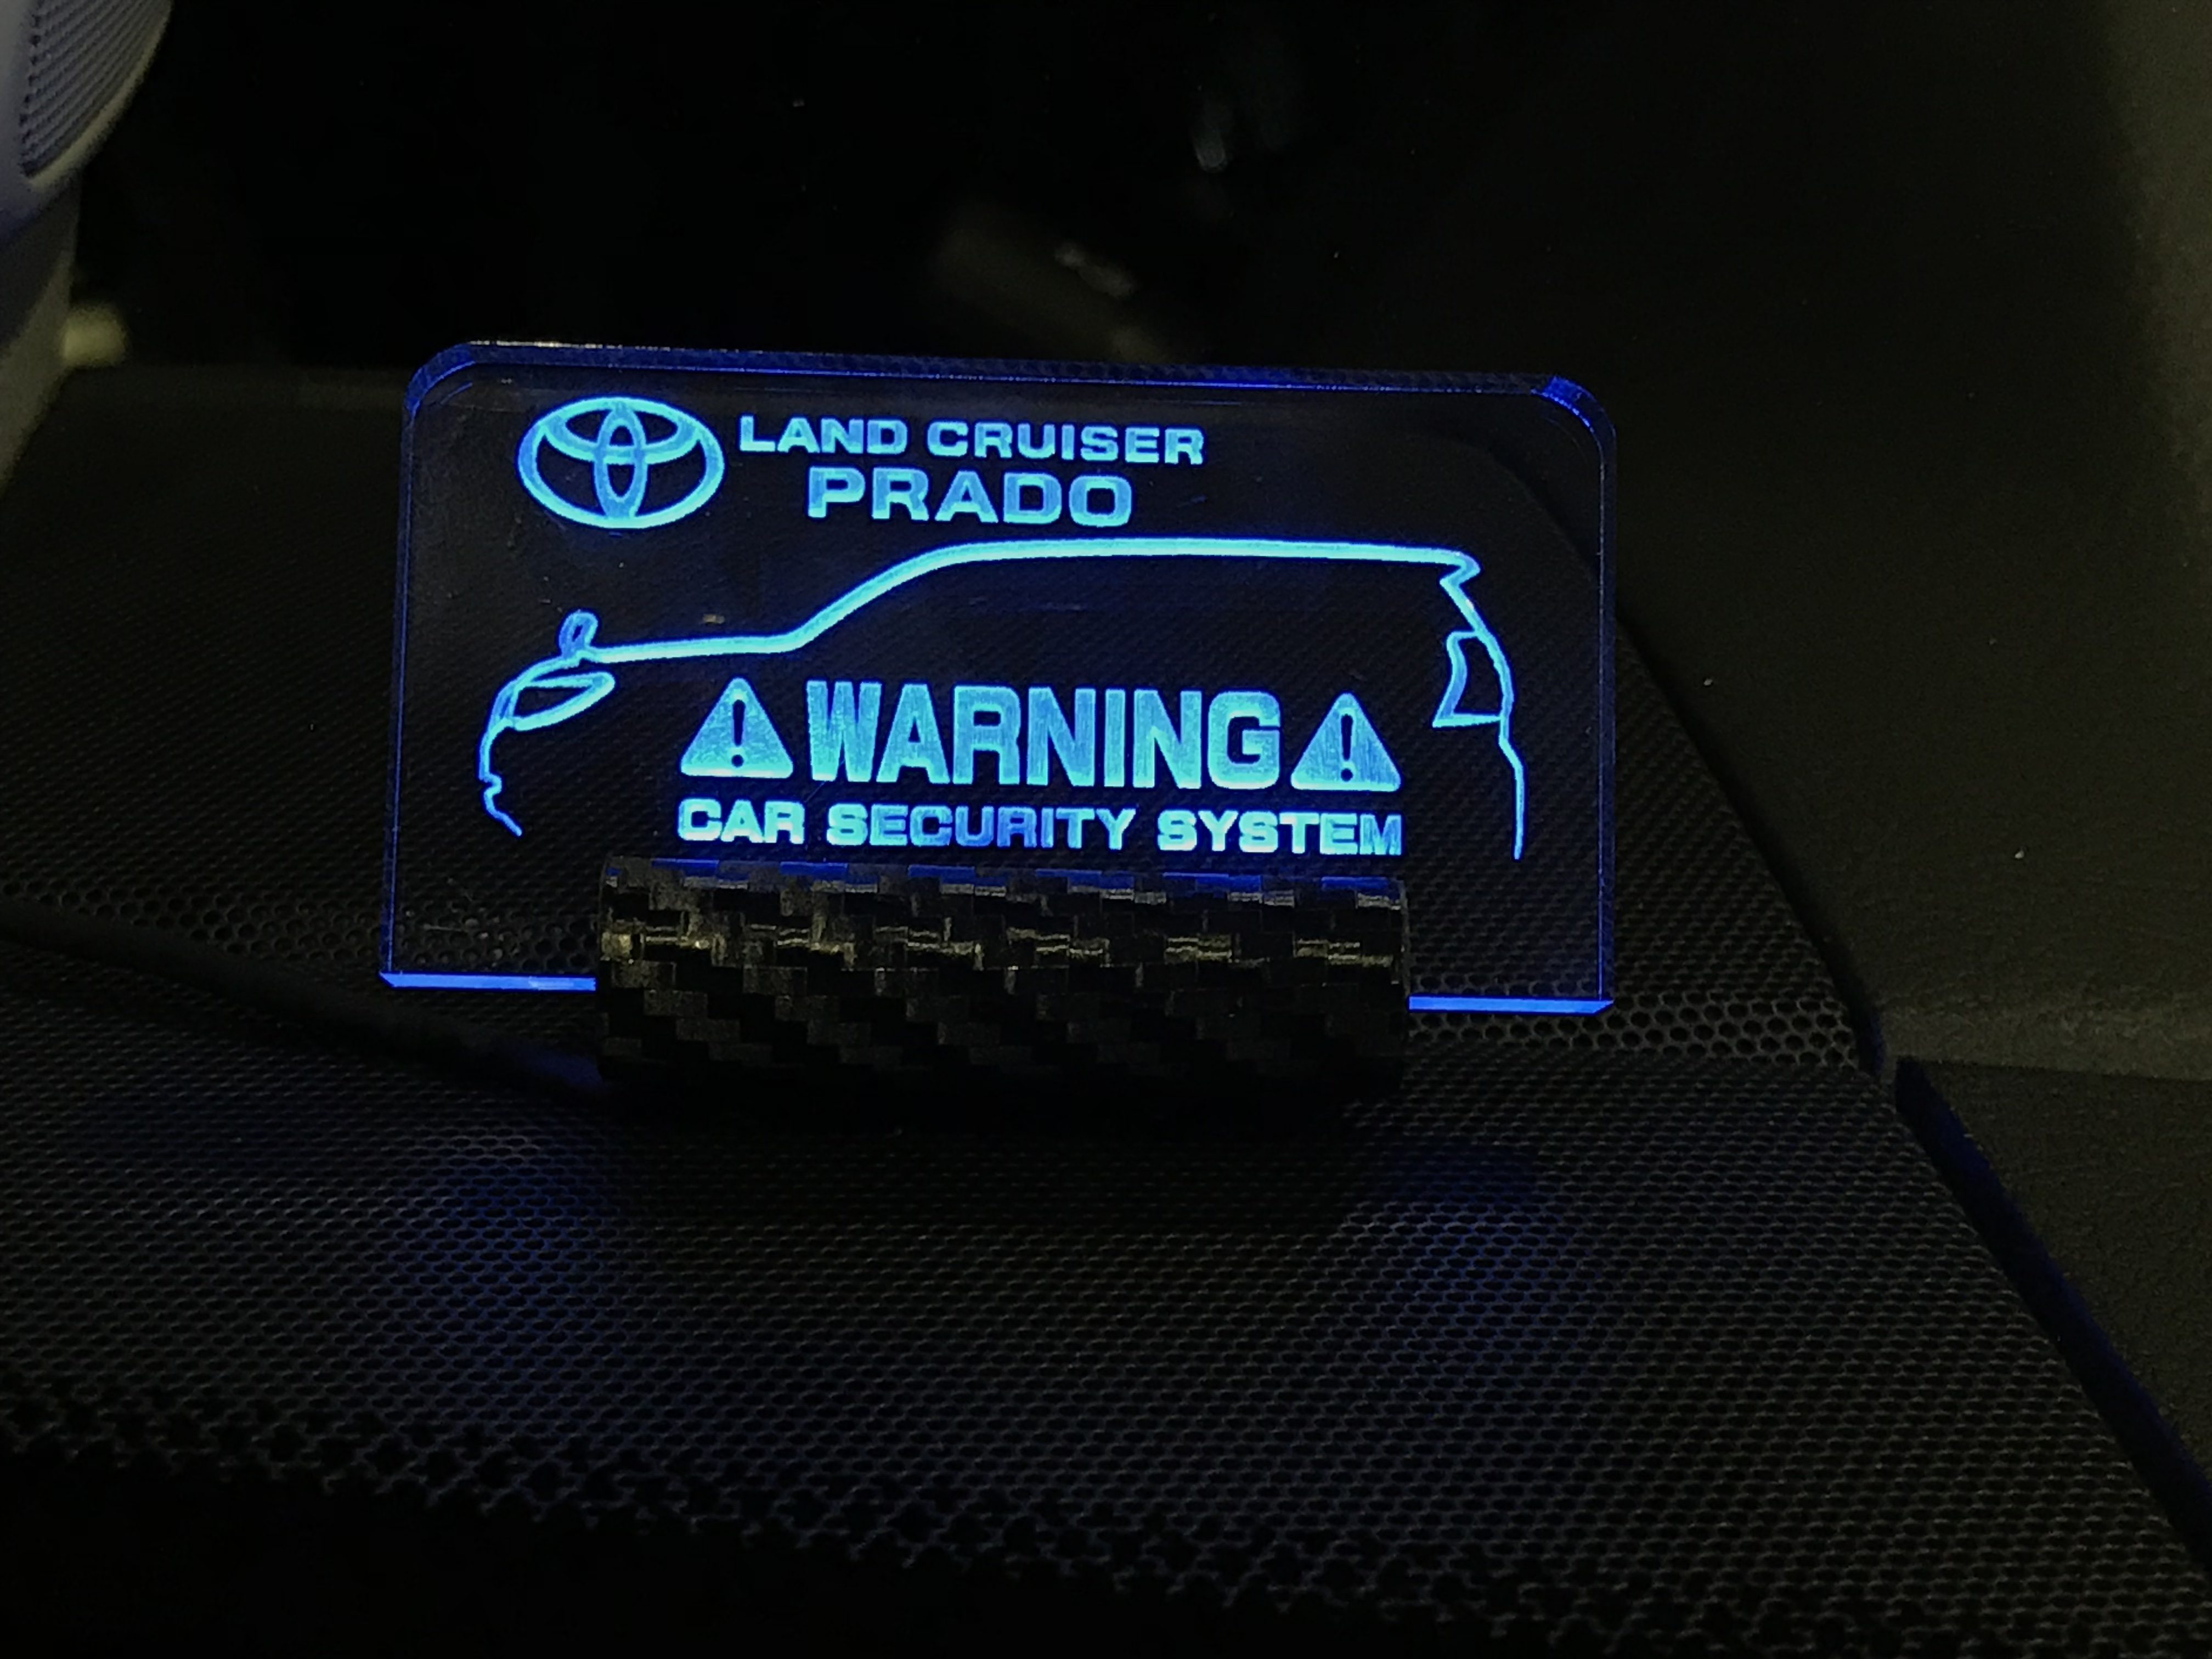 LAND CRUISER
PRADO
WARNING
CAR SECURITY SYSTEM